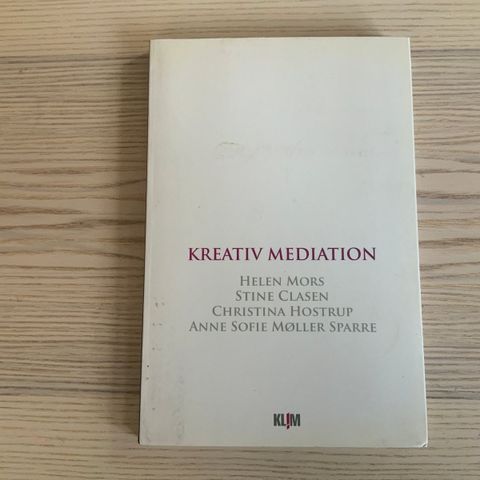 KREATIV MEDIATION
HELEN MORS
STINE CLASEN
CHRISTINA HOSTRUP
ANNE SOFIE MØLLER SPARRE
KLIM